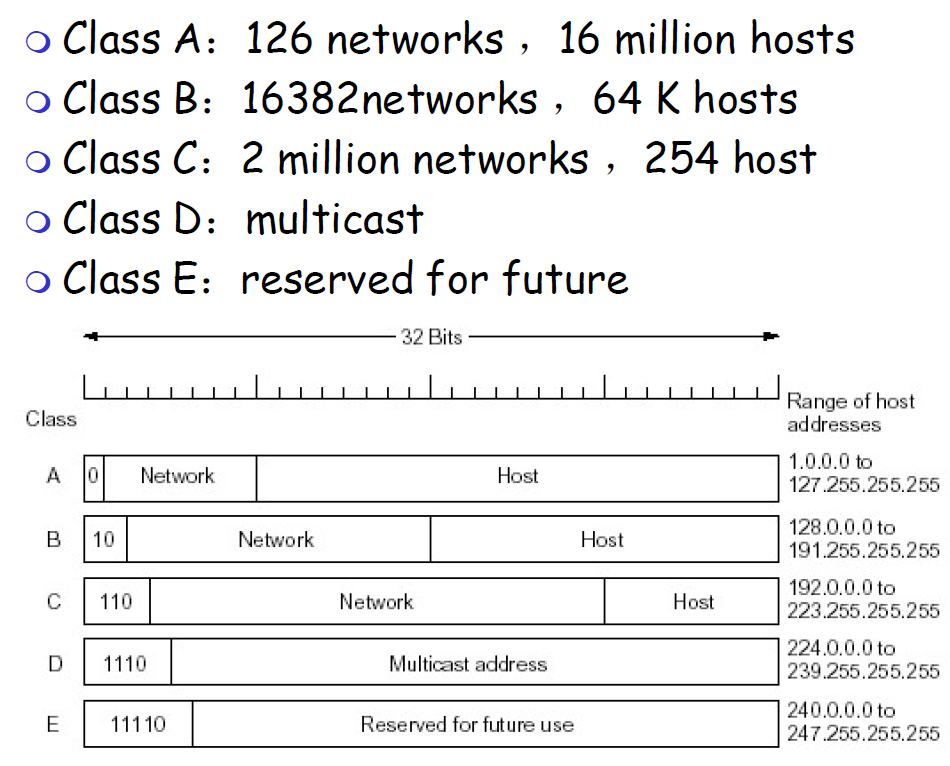 Class A：126 networks ，16 million hosts
Class B：16382networks ，64 K hosts
Class C：2 million networks ，254 host
Class D：multicast
Class E：reserved for future
32 Bits
Class
Range of host
addresses
A 0 Network Host 1.0.0.0 to
127.255.255.255
B 10 Network Host 128.0.0.0 to
191.255.255.255
C 110 Network Host 192.0.0.0 to
223.255.255.255
D 1110 Multicast address 224.0.0.0 to
239.255.255.255
E 11110 Reserved for future use 240.0.0.0 to
247.255.255.255